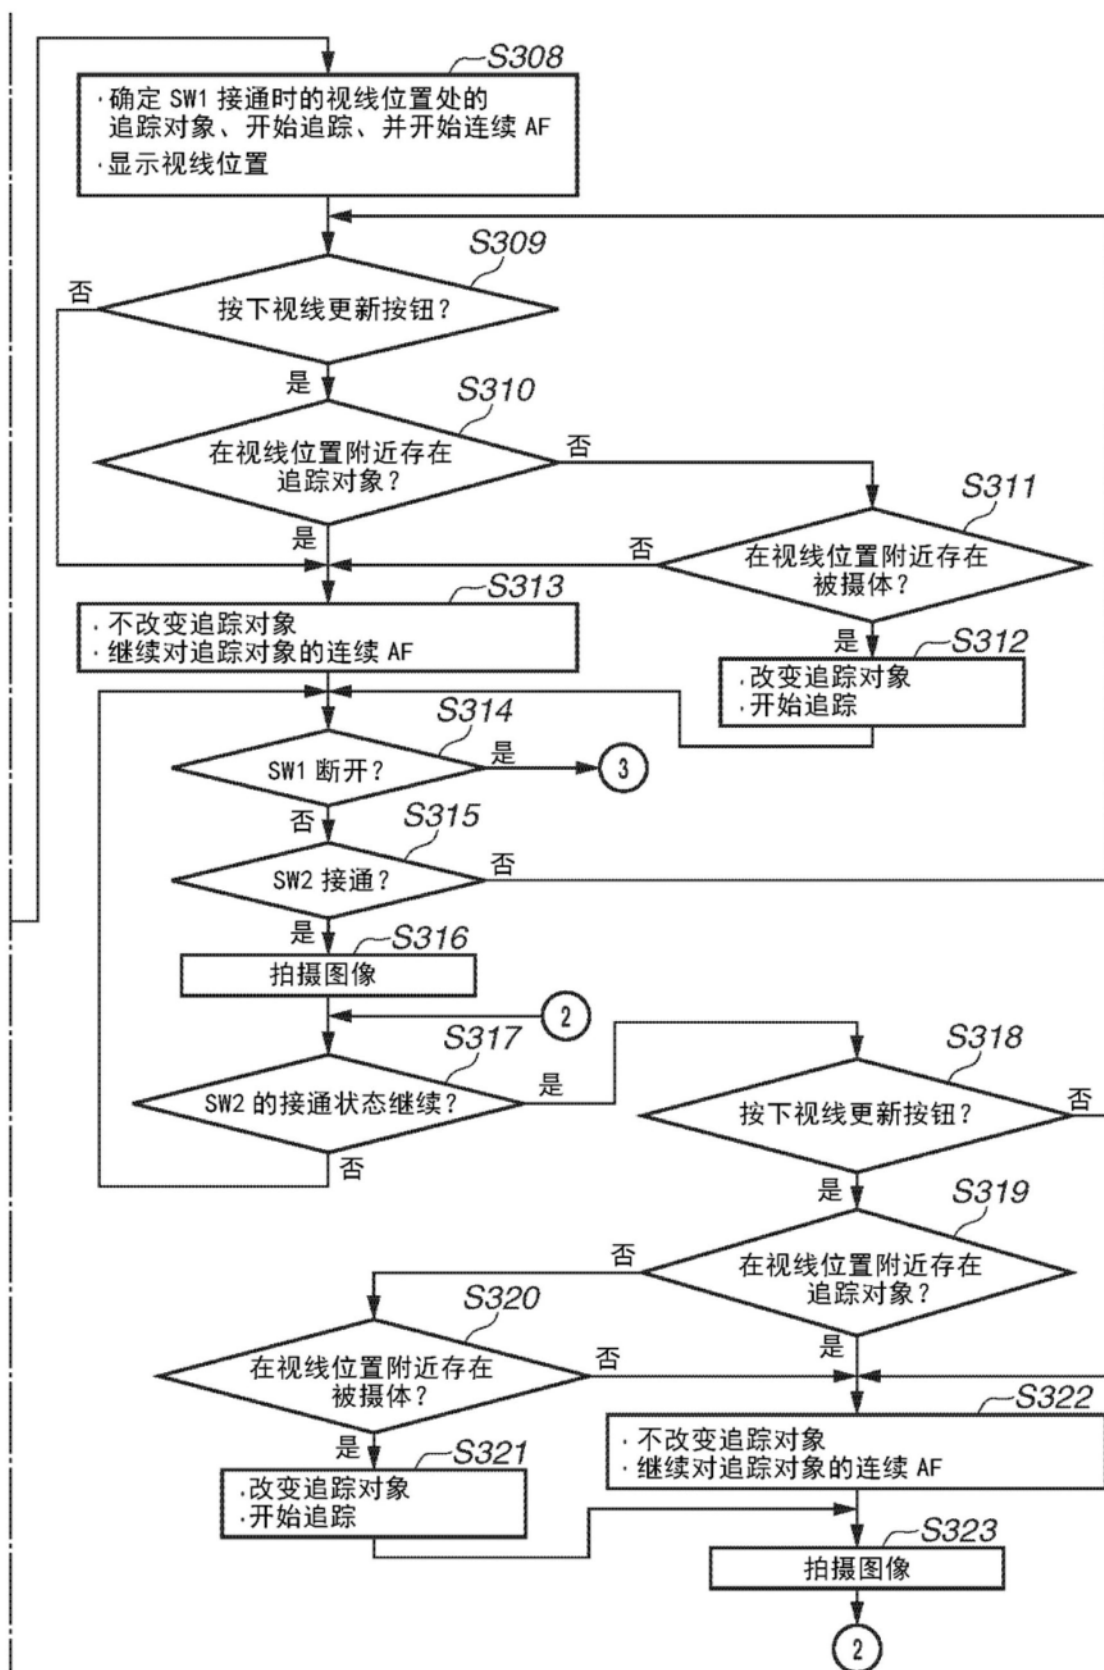 S308
·确定 SW1 接通时的视线位置处的
追踪对象、开始追踪、并开始连续 AF
·显示视线位置
S309
否
按下视线更新按钮?
是
S310
在视线位置附近存在
追踪对象?
否
是
S311
否
在视线位置附近存在
被摄体?
是
S313
·不改变追踪对象
·继续对追踪对象的连续 AF
S312
·改变追踪对象
·开始追踪
S314
SW1 断开?
是
3
否
S315
SW2 接通?
否
是
S316
拍摄图像
2
S317
SW2 的接通状态继续?
是
否
S318
按下视线更新按钮?
否
是
S319
在视线位置附近存在
追踪对象?
否
是
S320
在视线位置附近存在
被摄体?
否
是
S322
·不改变追踪对象
·继续对追踪对象的连续 AF
S321
·改变追踪对象
·开始追踪
S323
拍摄图像
2